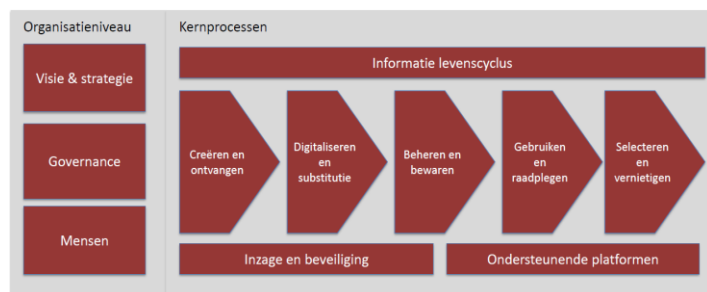 Organisatieniveau
Visie & strategie
Governance
Mensen
Kernprocessen
Informatie levenscyclus
Creëren en
ontvangen
Digitaliseren
en
substitutie
Beheren en
bewaren
Gebruiken
en
raadplegen
Selecteren
en
vernietigen
Inzage en beveiliging
Ondersteunende platformen